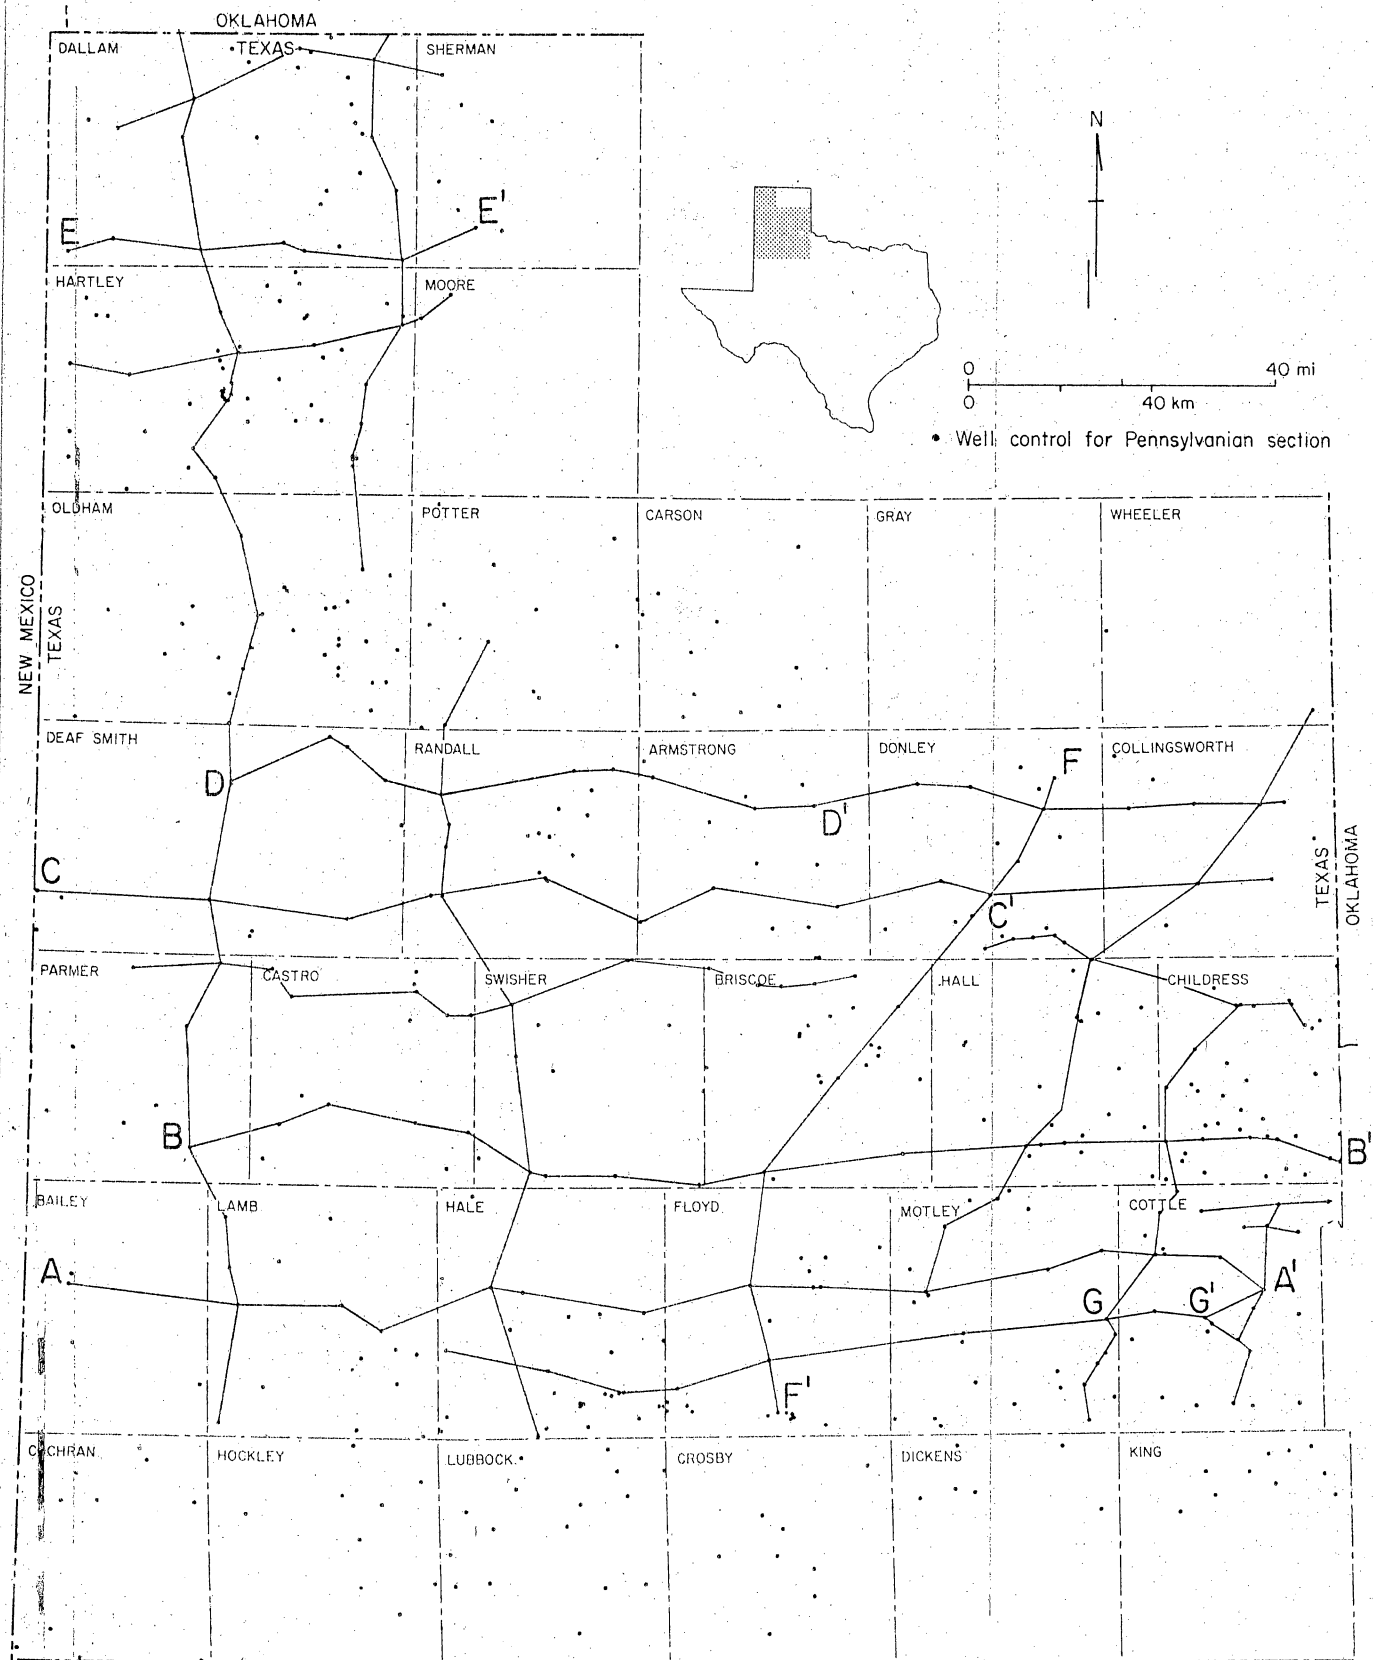 OKLAHOMA
TEXAS
DALLAM
SHERMAN
N
E
E'
HARTLEY
MOORE
0 40 mi
0 40 km
• Well control for Pennsylvanian section
OLDHAM
POTTER
CARSON
GRAY
WHEELER
NEW MEXICO
TEXAS
DEAF SMITH
RANDALL
ARMSTRONG
DONLEY
F
COLLINGSWORTH
D
D'
TEXAS
OKLAHOMA
C
C'
PARMER
CASTRO
SWISHER
BRISCOE
HALL
CHILDRESS
B
B'
BAILEY
LAMB
HALE
FLOYD
MOTLEY
COTTLE
A
A'
G
G'
F'
COCHRAN
HOCKLEY
LUBBOCK
CROSBY
DICKENS
KING